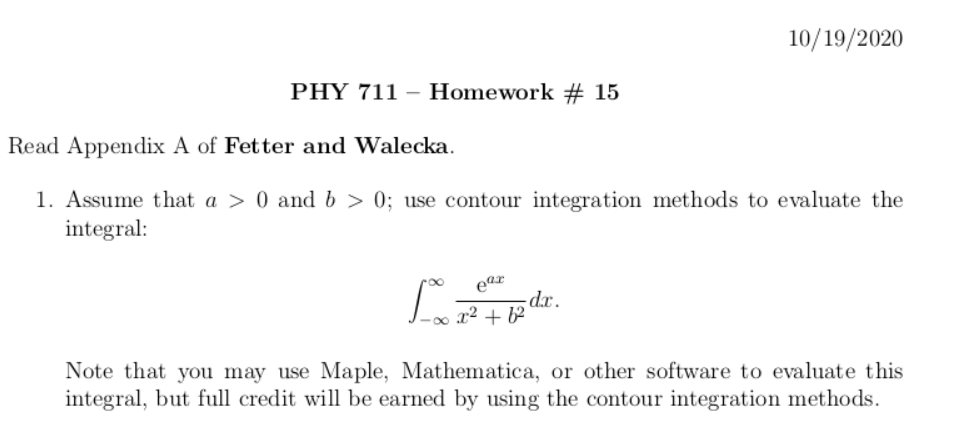 10/19/2020
PHY 711 – Homework # 15
Read Appendix A of Fetter and Walecka.
1. Assume that a > 0 and b > 0; use contour integration methods to evaluate the
integral:
∫_{-∞}^{∞} e^{ax}/(x² + b²) dx.
Note that you may use Maple, Mathematica, or other software to evaluate this
integral, but full credit will be earned by using the contour integration methods.